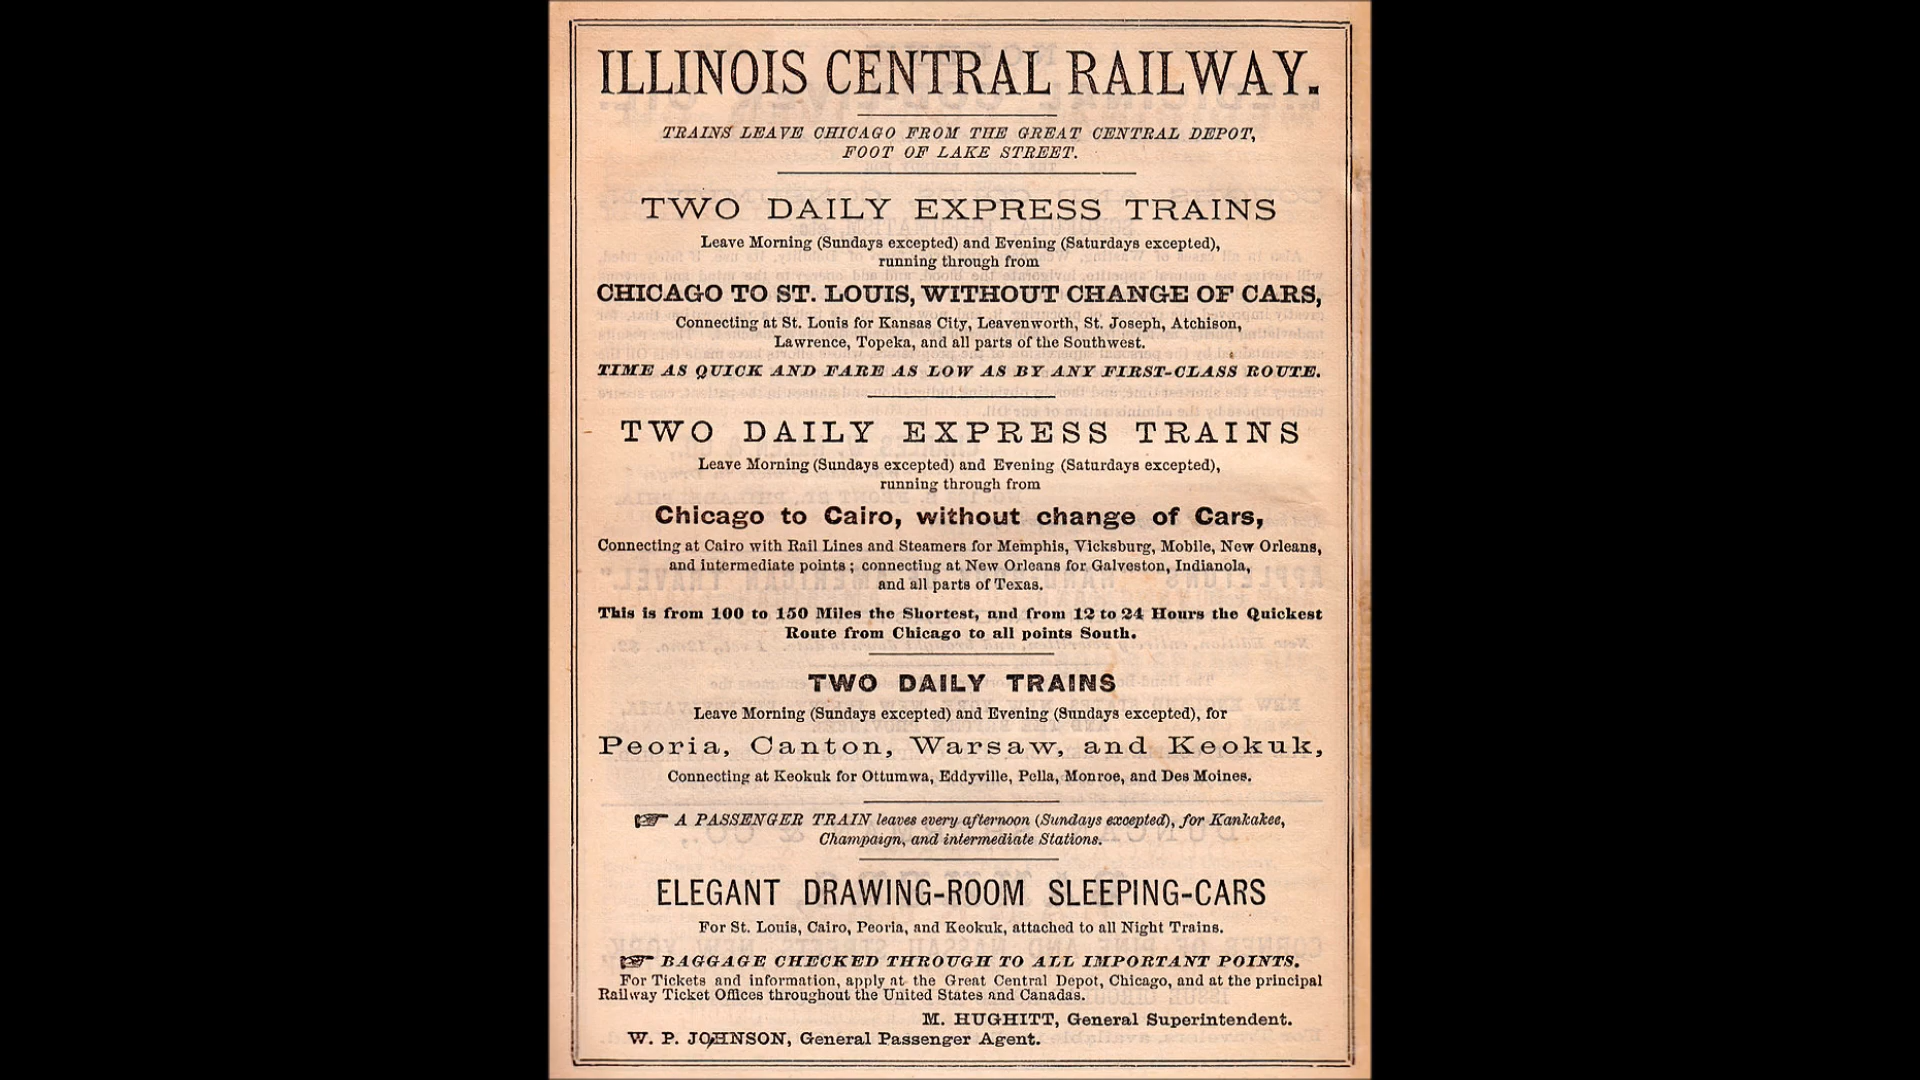 ILLINOIS CENTRAL RAILWAY.
TRAINS LEAVE CHICAGO FROM THE GREAT CENTRAL DEPOT,
FOOT OF LAKE STREET.
TWO DAILY EXPRESS TRAINS
Leave Morning (Sundays excepted) and Evening (Saturdays excepted),
running through from
CHICAGO TO ST. LOUIS, WITHOUT CHANGE OF CARS,
Connecting at St. Louis for Kansas City, Leavenworth, St. Joseph, Atchison,
Lawrence, Topeka, and all parts of the Southwest.
TIME AS QUICK AND FARE AS LOW AS BY ANY FIRST-CLASS ROUTE.
TWO DAILY EXPRESS TRAINS
Leave Morning (Sundays excepted) and Evening (Saturdays excepted),
running through from
Chicago to Cairo, without change of Cars,
Connecting at Cairo with Rail Lines and Steamers for Memphis, Vicksburg, Mobile, New Orleans,
and intermediate points; connecting at New Orleans for Galveston, Indianola,
and all parts of Texas.
This is from 100 to 150 Miles the Shortest, and from 12 to 24 Hours the Quickest
Route from Chicago to all points South.
TWO DAILY TRAINS
Leave Morning (Sundays excepted) and Evening (Sundays excepted), for
Peoria, Canton, Warsaw, and Keokuk,
Connecting at Keokuk for Ottumwa, Eddyville, Pella, Monroe, and Des Moines.
☞ A PASSENGER TRAIN leaves every afternoon (Sundays excepted), for Kankakee,
Champaign, and intermediate Stations.
ELEGANT DRAWING-ROOM SLEEPING-CARS
For St. Louis, Cairo, Peoria, and Keokuk, attached to all Night Trains.
☞ BAGGAGE CHECKED THROUGH TO ALL IMPORTANT POINTS.
For Tickets and information, apply at the Great Central Depot, Chicago, and at the principal
Railway Ticket Offices throughout the United States and Canadas.
M. HUGHITT, General Superintendent.
W. P. JOHNSON, General Passenger Agent.